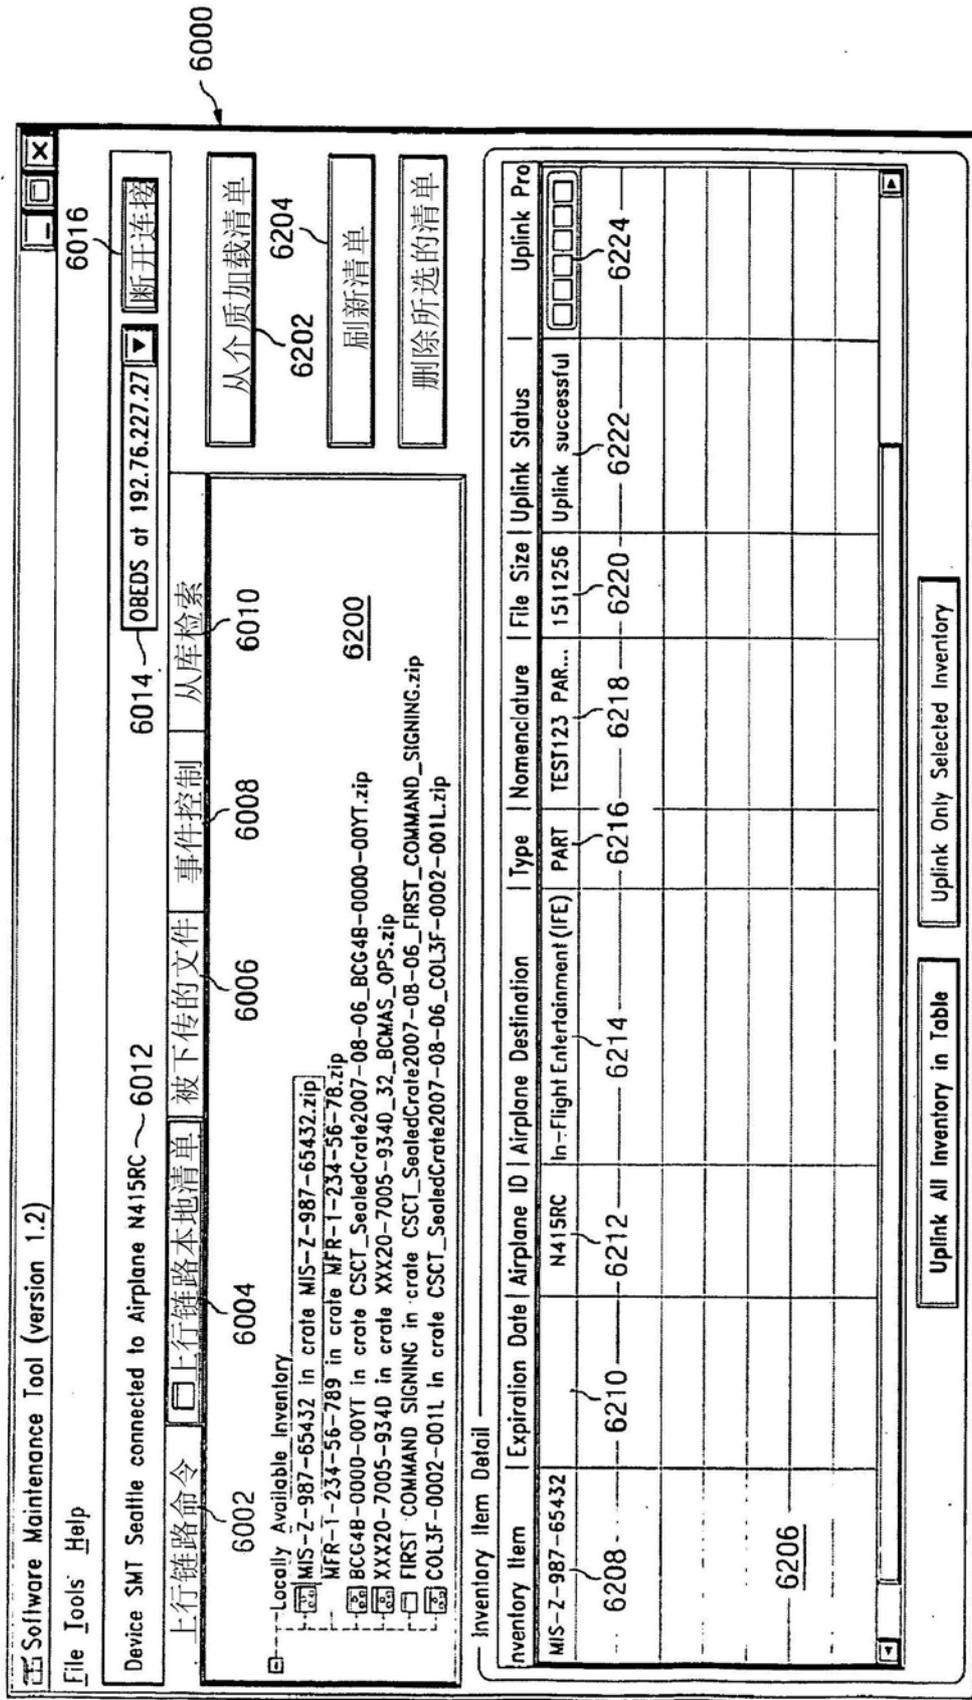 Software Maintenance Tool (version 1.2)
File Tools Help
6016
Device SMT Seattle connected to Airplane N415RC 6012
6014 OBEDS at 192.76.227.27 断开连接
6000
上行链路命令 上行链路本地清单 被下传的文件 事件控制 从库检索
6002 6004 6006 6008 6010
从介质加载清单
6202 6204
刷新清单
删除所选的清单
Locally Available Inventory
MIS-Z-987-65432 in crate MIS-Z-987-65432.zip
MFR-1-234-56-789 in crate MFR-1-234-56-78.zip
BCG4B-0000-00YT in crate CSCT_SealedCrate2007-08-06_BCG4B-0000-00YT.zip
XXX20-7005-934D in crate XXX20-7005-934D_32_BCMAS_OPS.zip
FIRST COMMAND SIGNING in crate CSCT_SealedCrate2007-08-06_FIRST_COMMAND_SIGNING.zip
COL3F-0002-001L In crate CSCT_SealedCrate2007-08-06_COL3F-0002-001L.zip
6200
Inventory Item Detail
Inventory Item Expiration Date Airplane ID Airplane Destination Type Nomenclature File Size Uplink Status Uplink Pro
MIS-Z-987-65432 N415RC In-Flight Entertainment (IFE) PART TEST123 PAR... 1511256 Uplink successful
6208 6210 6212 6214 6216 6218 6220 6222 6224
6206
Uplink All Inventory in Table Uplink Only Selected Inventory